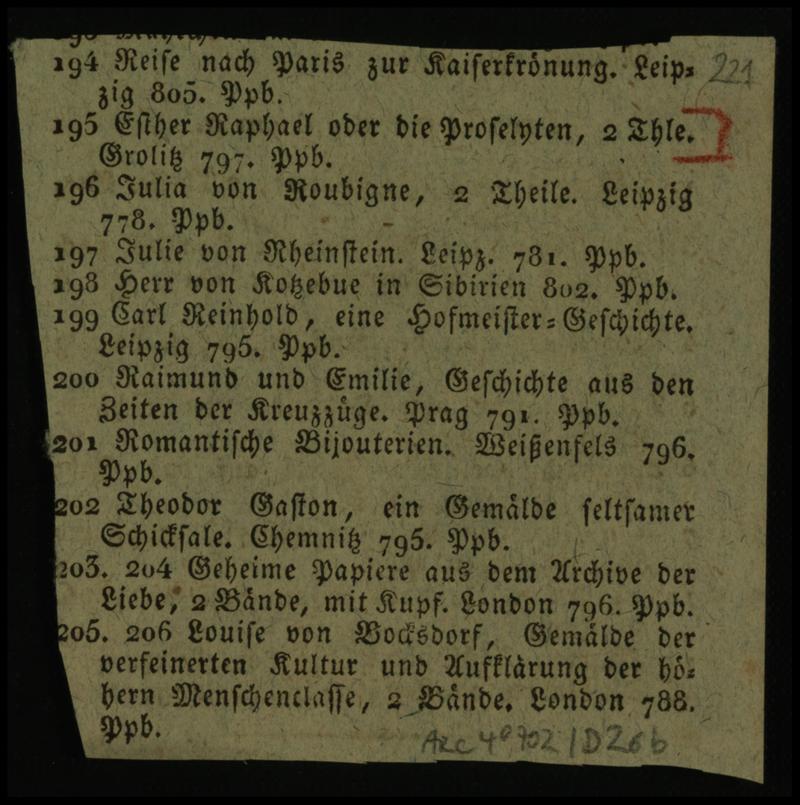 194 Reise nach Paris zur Kaiserkrönung. Leip= 221
zig 805. Ppb.
195 Esther Raphael oder die Proselyten, 2 Thle.
Grolitz 797. Ppb.
196 Julia von Roubigne, 2 Theile. Leipzig
778. Ppb.
197 Julie von Rheinstein. Leipz. 781. Ppb.
198 Herr von Kotzebue in Sibirien 802. Ppb.
199 Carl Reinhold, eine Hofmeister=Geschichte.
Leipzig 795. Ppb.
200 Raimund und Emilie, Geschichte aus den
Zeiten der Kreuzzüge. Prag 791. Ppb.
201 Romantische Bijouterien. Weißenfels 796.
Ppb.
202 Theodor Gaston, ein Gemälde seltsamer
Schicksale. Chemnitz 795. Ppb.
203. 204 Geheime Papiere aus dem Archive der
Liebe, 2 Bände, mit Kupf. London 796. Ppb.
205. 206 Louise von Bocksdorf, Gemälde der
verfeinerten Kultur und Aufklärung der hö=
hern Menschenclasse, 2 Bände. London 788.
Ppb.
Arc 4° 702 / D 26b